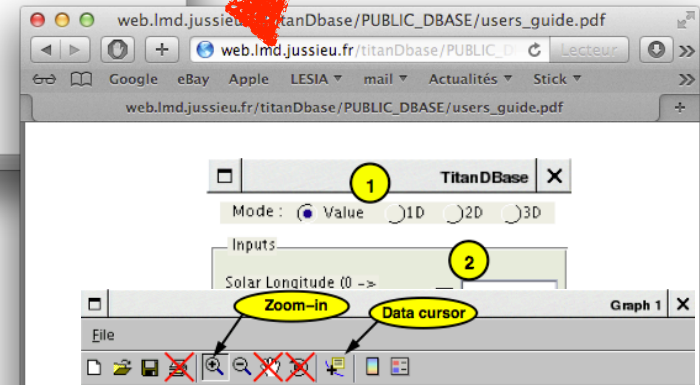 web.lmd.jussieu titanDbase/PUBLIC_DBASE/users_guide.pdf
web.lmd.jussieu.fr/titanDbase/PUBLIC_D Lecteur
Google eBay Apple LESIA mail Actualités Stick
web.lmd.jussieu.fr/titanDbase/PUBLIC_DBASE/users_guide.pdf
1 TitanDBase
Mode : Value 1D 2D 3D
Inputs
2
Solar Longitude (0 ->
Zoom-in Data cursor Graph 1
File